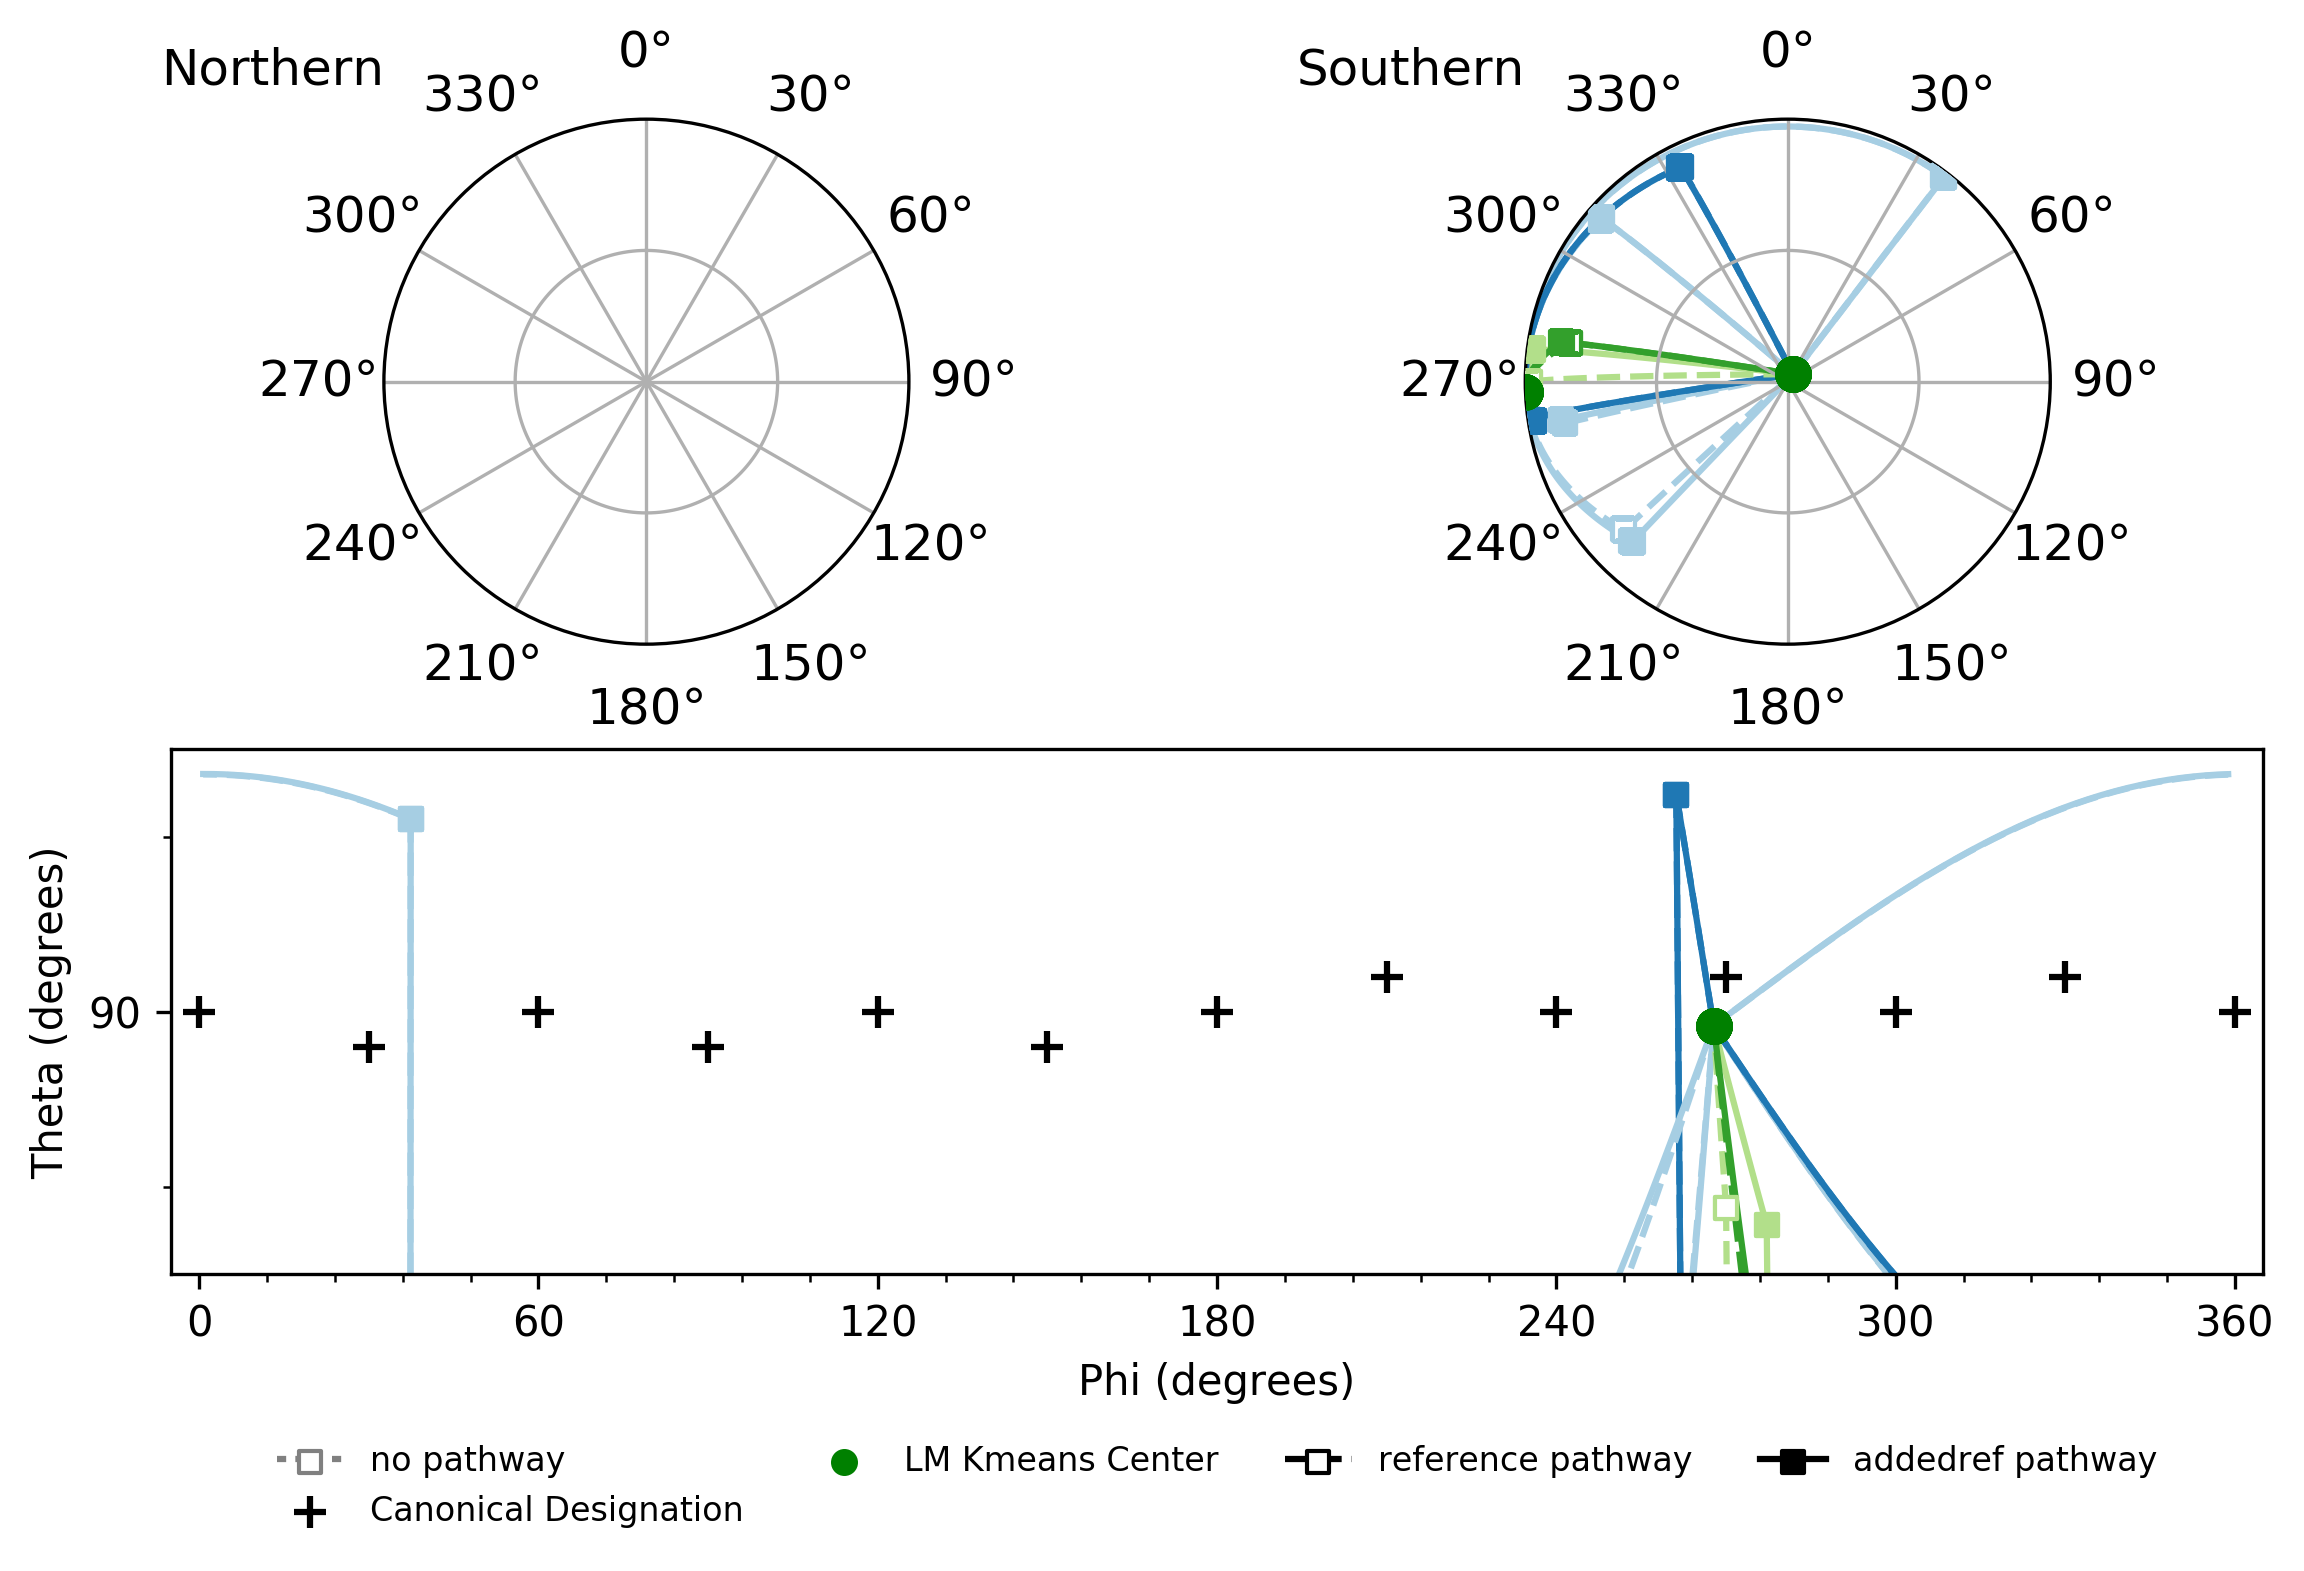 Northern
0°
30°
60°
90°
120°
150°
180°
210°
240°
270°
300°
330°
Southern
0°
30°
60°
90°
120°
150°
180°
210°
240°
270°
300°
330°
Theta (degrees)
90
0 60 120 180 240 300 360
Phi (degrees)
no pathway
Canonical Designation
LM Kmeans Center
reference pathway
addedref pathway